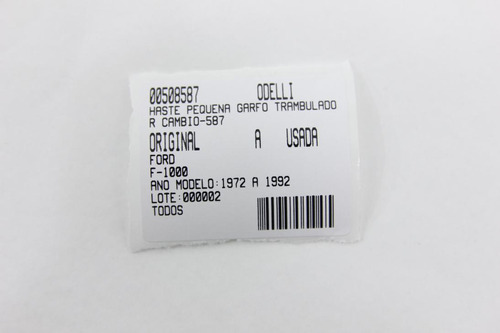 00508587 ODELLI
HASTE PEQUENA GARFO TRAMBULADO
R CAMBIO-587
ORIGINAL A USADA
FORD
F-1000
ANO MODELO:1972 A 1992
LOTE:000002
TODOS